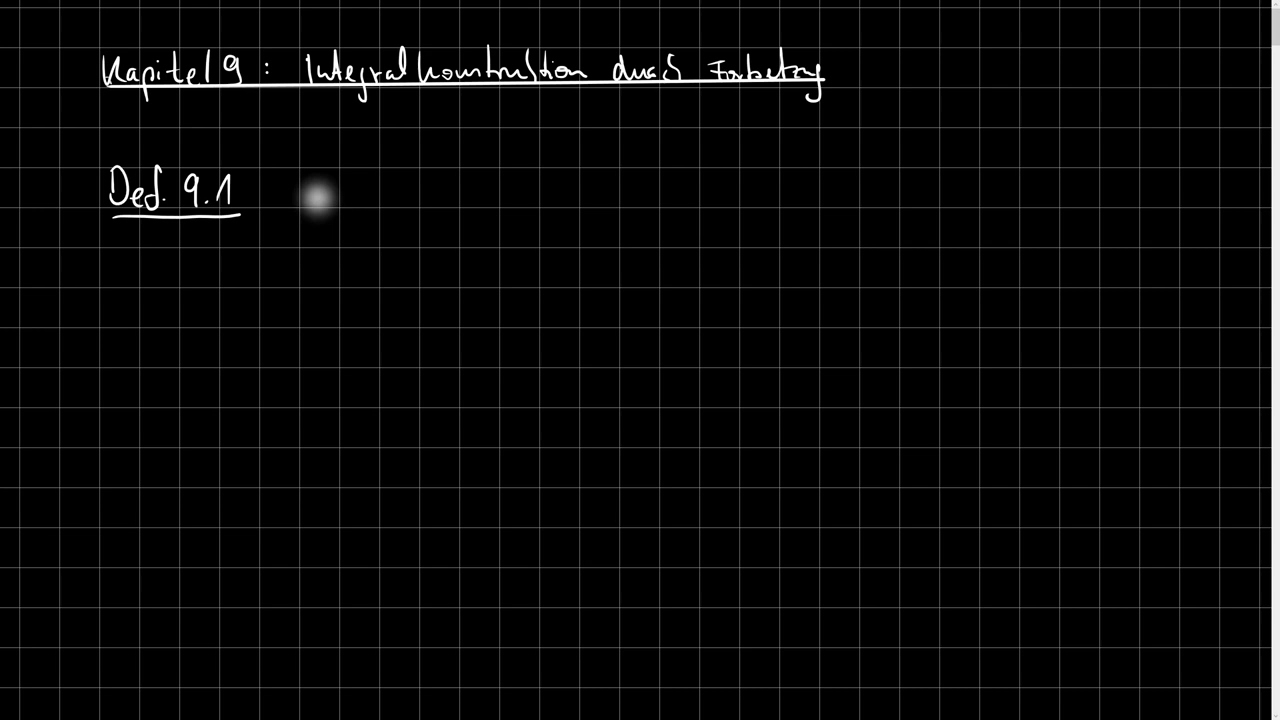 Kapitel 9 : Integralkonstruktion durch Fortsetzung
Def. 9.1